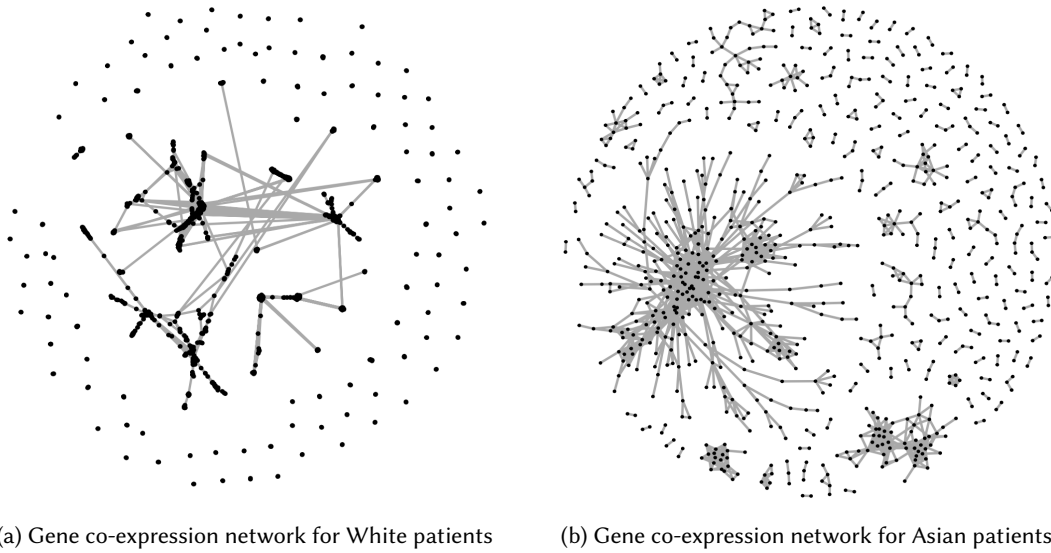 (a) Gene co-expression network for White patients
(b) Gene co-expression network for Asian patients